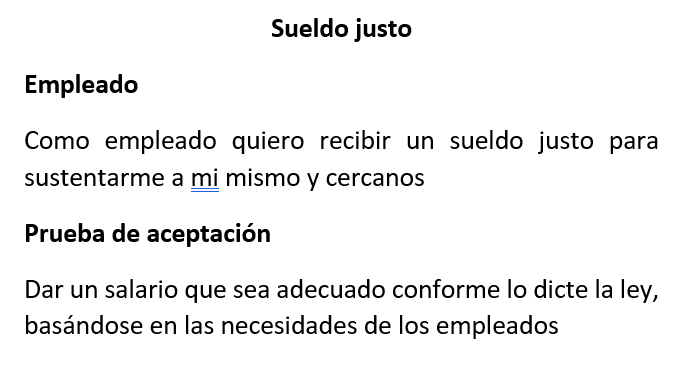 Sueldo justo
Empleado
Como empleado quiero recibir un sueldo justo para
sustentarme a mi mismo y cercanos
Prueba de aceptación
Dar un salario que sea adecuado conforme lo dicte la ley,
basándose en las necesidades de los empleados